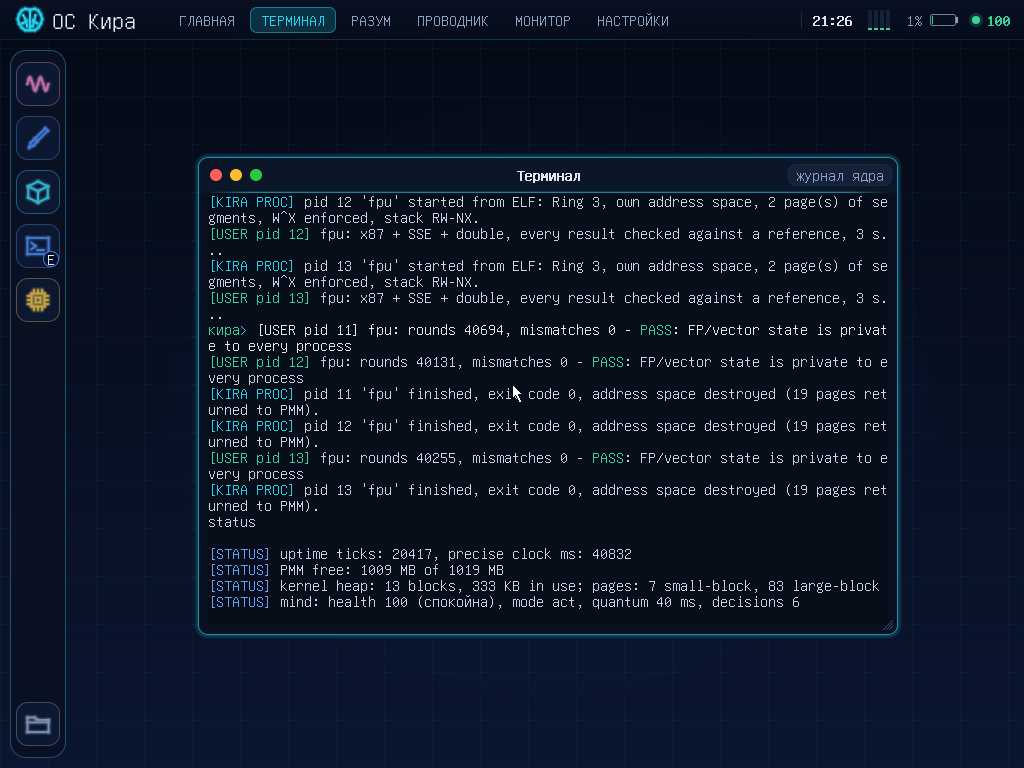 ОС Кира
ГЛАВНАЯ
ТЕРМИНАЛ
РАЗУМ
ПРОВОДНИК
МОНИТОР
НАСТРОЙКИ
21:26
1%
100
E
Терминал
журнал ядра
[KIRA PROC] pid 12 'fpu' started from ELF: Ring 3, own address space, 2 page(s) of se
gments, W^X enforced, stack RW-NX.
[USER pid 12] fpu: x87 + SSE + double, every result checked against a reference, 3 s.
..
[KIRA PROC] pid 13 'fpu' started from ELF: Ring 3, own address space, 2 page(s) of se
gments, W^X enforced, stack RW-NX.
[USER pid 13] fpu: x87 + SSE + double, every result checked against a reference, 3 s.
..
кира> [USER pid 11] fpu: rounds 40694, mismatches 0 - PASS: FP/vector state is privat
e to every process
[USER pid 12] fpu: rounds 40131, mismatches 0 - PASS: FP/vector state is private to e
very process
[KIRA PROC] pid 11 'fpu' finished, exit code 0, address space destroyed (19 pages ret
urned to PMM).
[KIRA PROC] pid 12 'fpu' finished, exit code 0, address space destroyed (19 pages ret
urned to PMM).
[USER pid 13] fpu: rounds 40255, mismatches 0 - PASS: FP/vector state is private to e
very process
[KIRA PROC] pid 13 'fpu' finished, exit code 0, address space destroyed (19 pages ret
urned to PMM).
status
[STATUS] uptime ticks: 20417, precise clock ms: 40832
[STATUS] PMM free: 1009 MB of 1019 MB
[STATUS] kernel heap: 13 blocks, 333 KB in use; pages: 7 small-block, 83 large-block
[STATUS] mind: health 100 (спокойна), mode act, quantum 40 ms, decisions 6